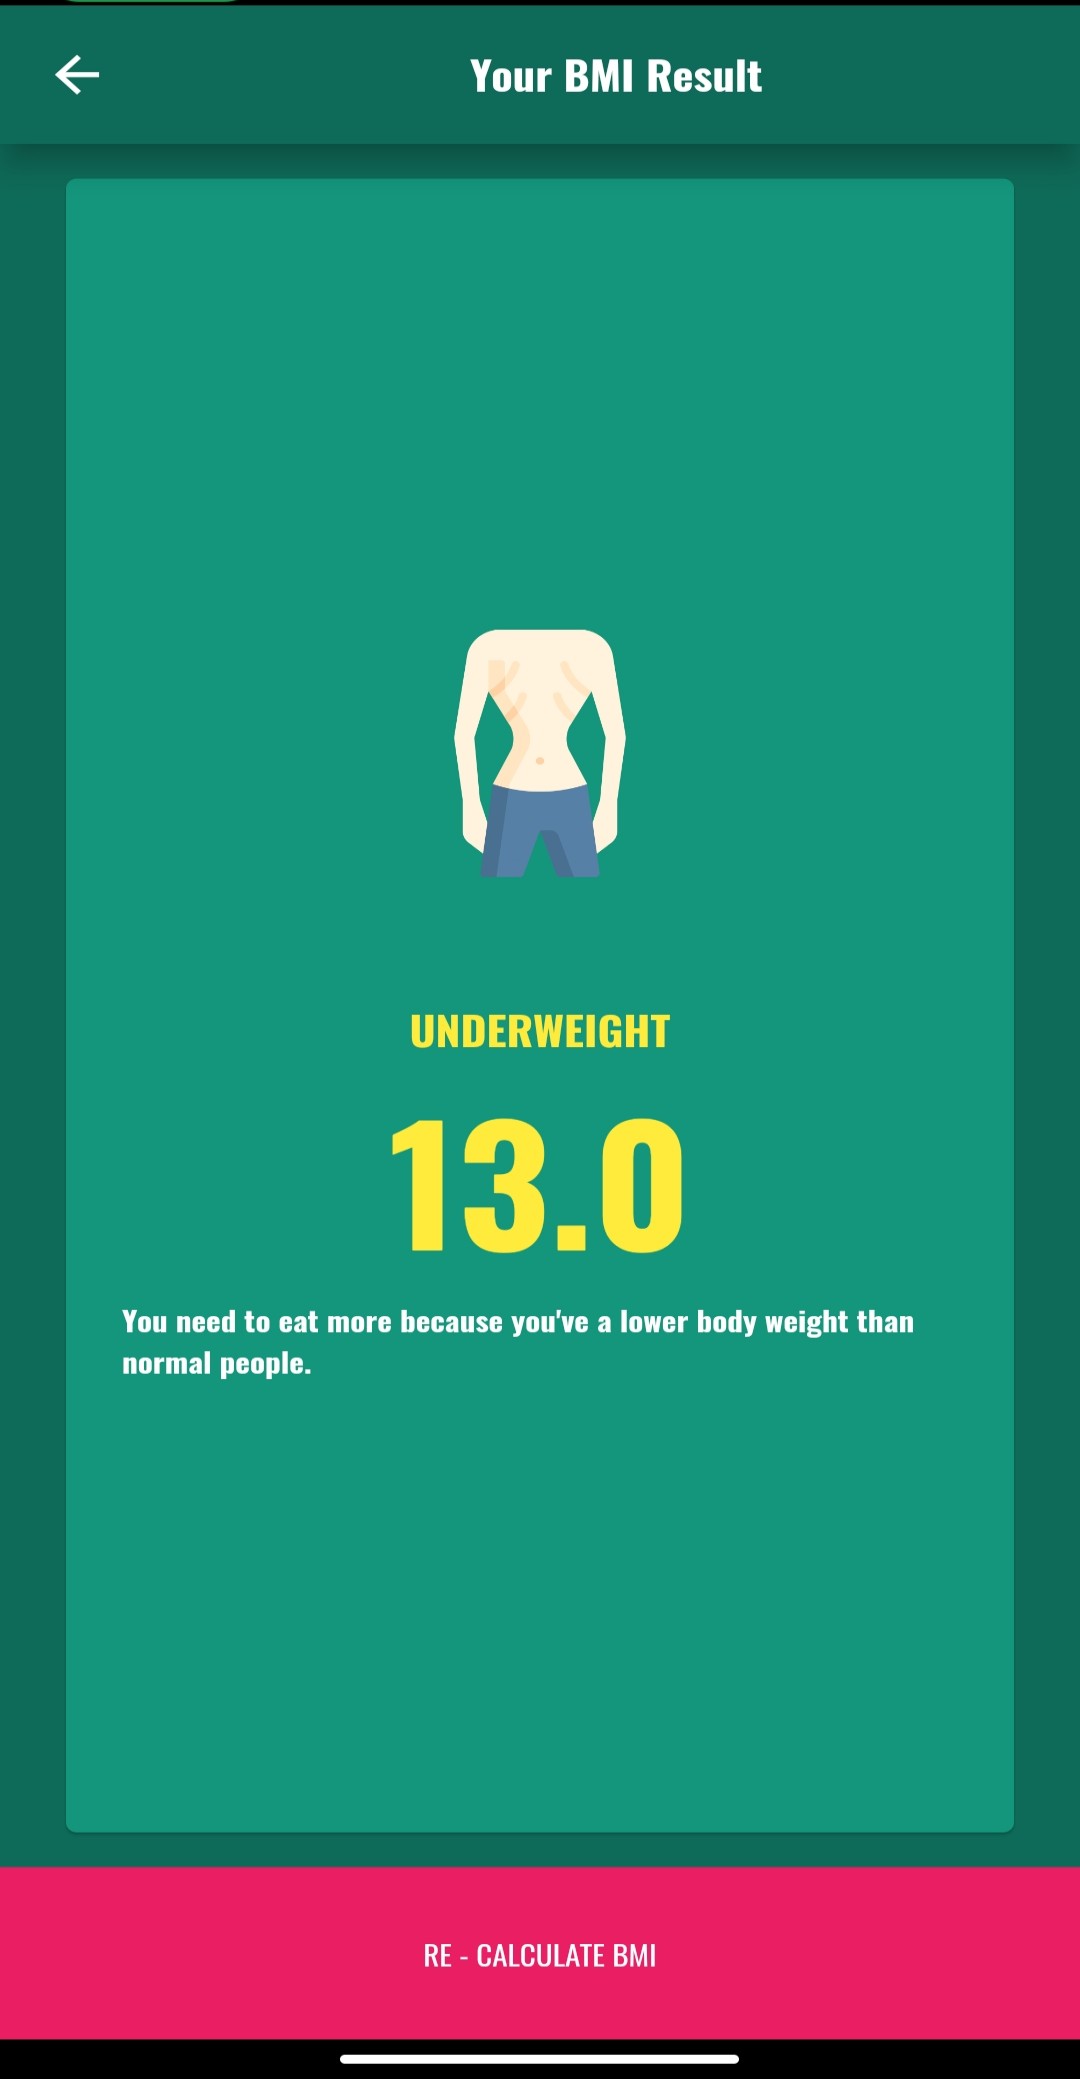 Your BMI Result
UNDERWEIGHT
13.0
You need to eat more because you've a lower body weight than
normal people.
RE - CALCULATE BMI